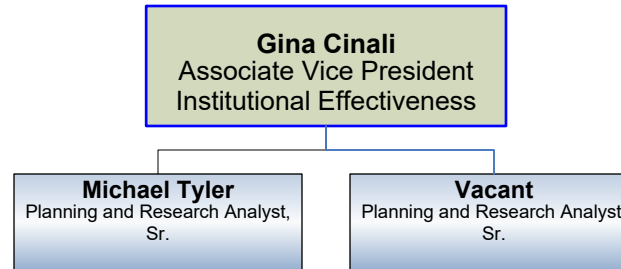 Gina Cinali
Associate Vice President
Institutional Effectiveness
Michael Tyler
Planning and Research Analyst,
Sr.
Vacant
Planning and Research Analyst
Sr.